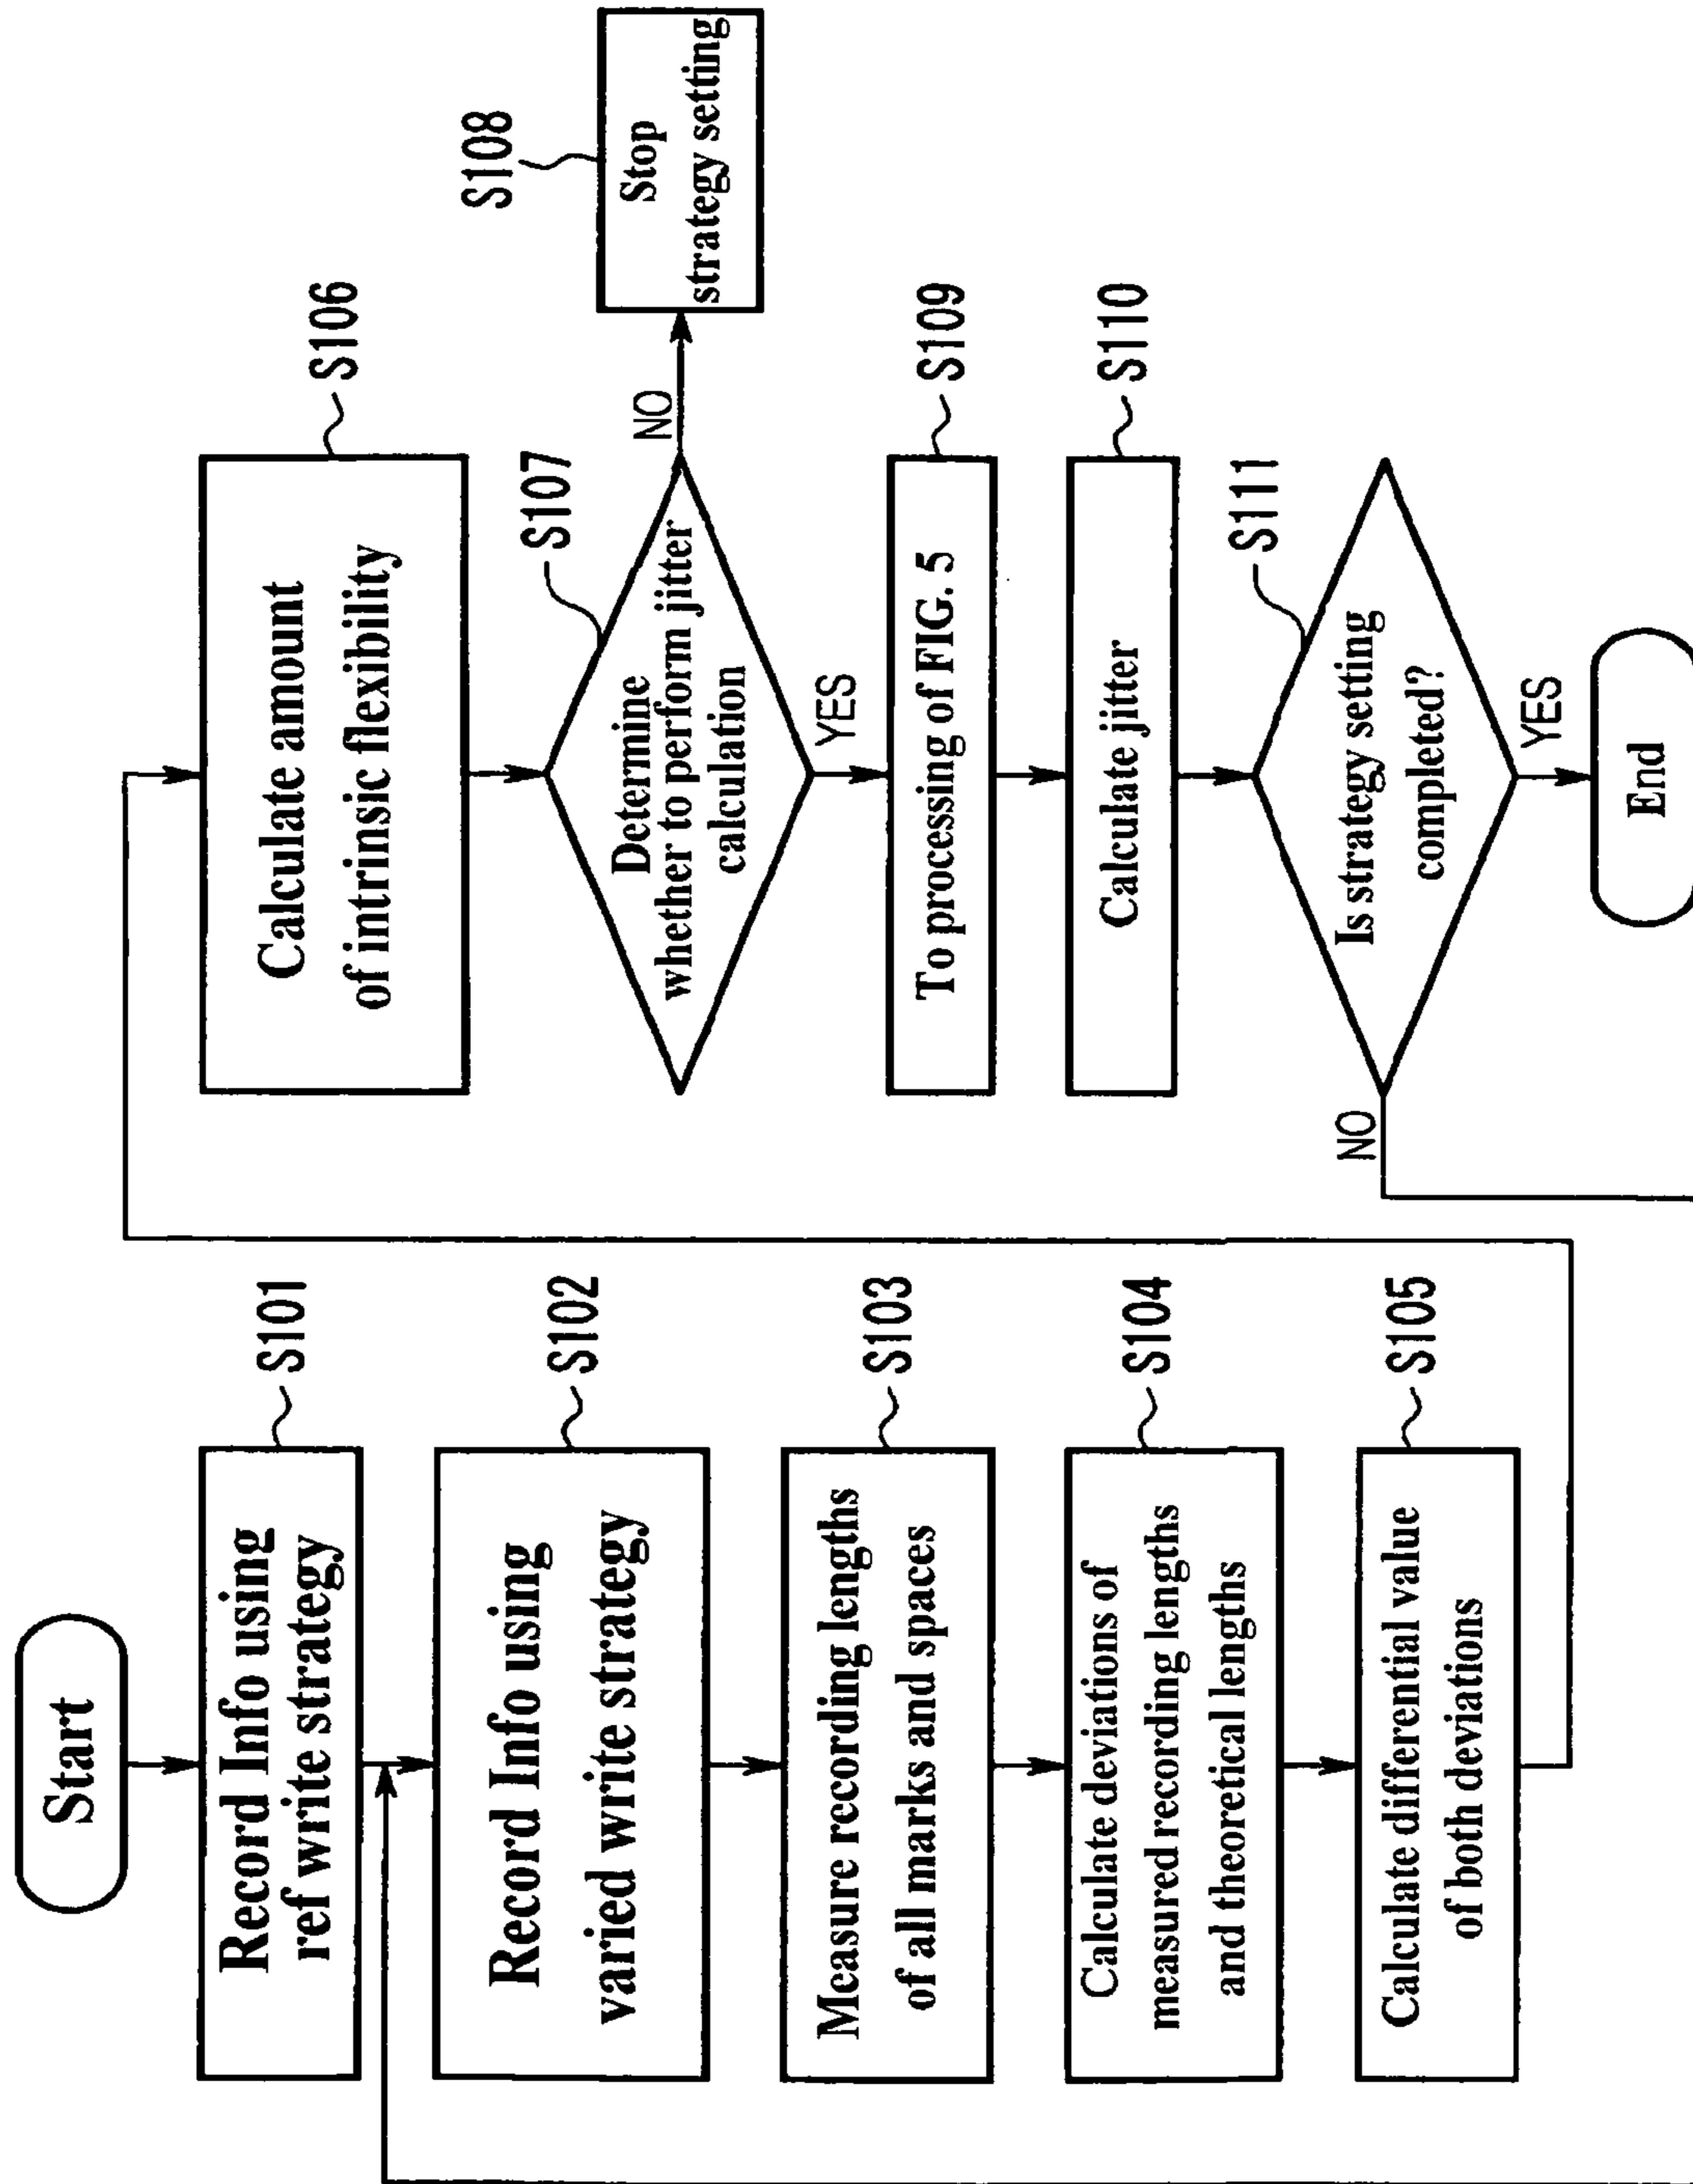 Start
Record Info using
ref write strategy
S101
Record Info using
varied write strategy
S102
Measure recording lengths
of all marks and spaces
S103
Calculate deviations of
measured recording lengths
and theoretical lengths
S104
Calculate differential value
of both deviations
S105
Calculate amount
of intrinsic flexibility
S106
Determine
whether to perform jitter
calculation
S107
NO
Stop
strategy setting
S108
YES
To processing of FIG. 5
S109
Calculate jitter
S110
Is strategy setting
completed?
S111
NO
YES
End